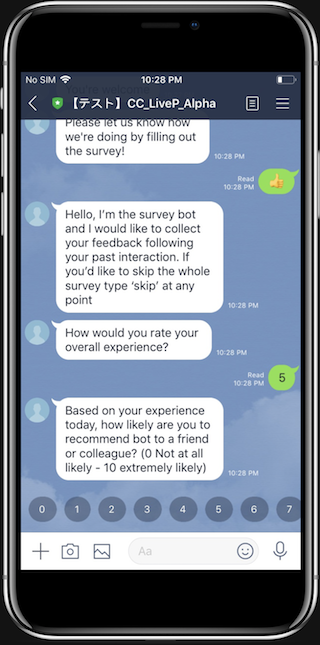 No SIM 10:28 PM
【テスト】CC_LiveP_Alpha
Please let us know how
we're doing by filling out
the survey!
10:28 PM
Read
10:28 PM
Hello, I'm the survey bot
and I would like to collect
your feedback following
your past interaction. If
you'd like to skip the whole
survey type 'skip' at any
point
10:28 PM
How would you rate your
overall experience?
10:28 PM
Read
10:28 PM
5
Based on your experience
today, how likely are you to
recommend bot to a friend
or colleague? (0 Not at all
likely - 10 extremely likely)
10:28 PM
0 1 2 3 4 5 6 7
Aa